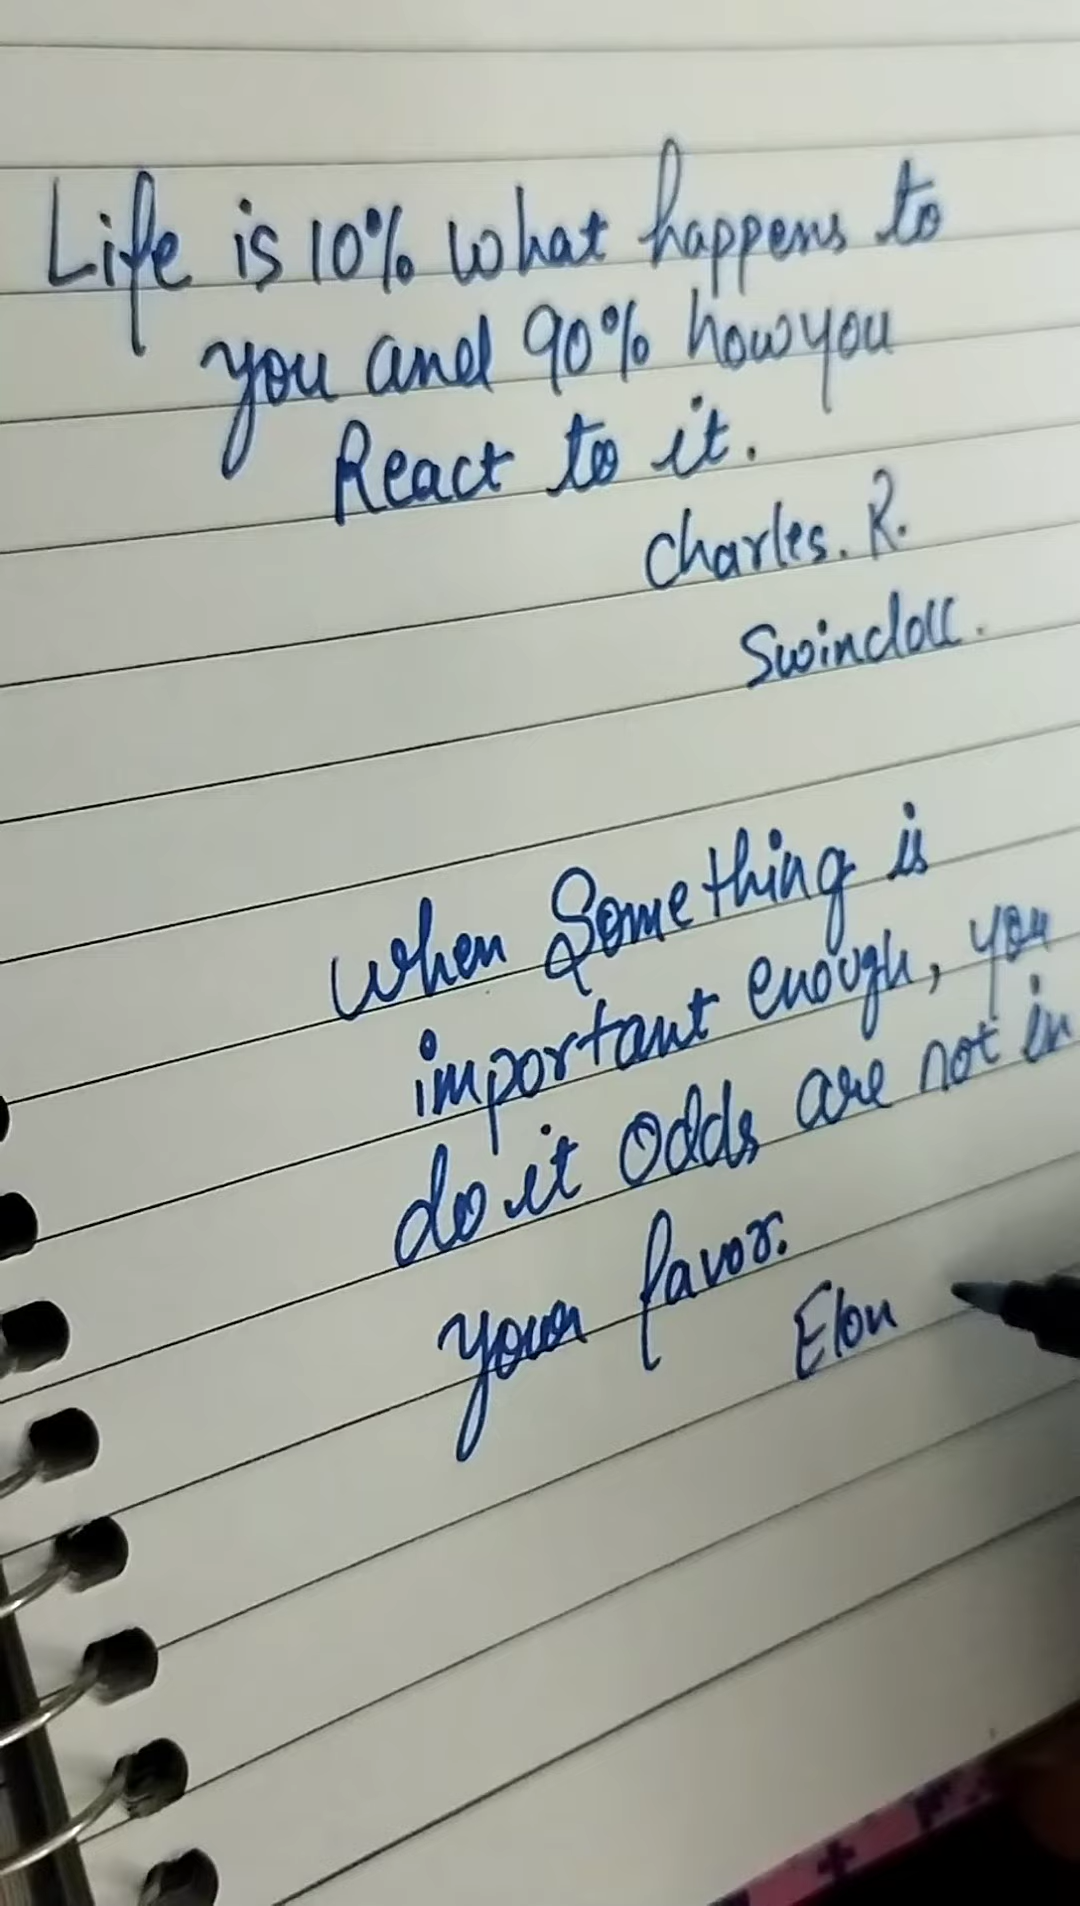 Life is 10% what happens to
you and 90% how you
React to it.
Charles. R.
Swindoll.
When Something is
important enough, you
do it odds are not in
your favor.
Elon